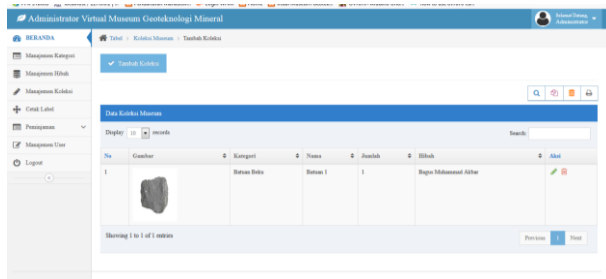 Administrator Virtual Museum Geoteknologi Mineral
Selamat Datang,
Administrator
BERANDA
Tabel > Koleksi Museum > Tambah Koleksi
Manajemen Kategori
Manajemen Hibah
Manajemen Koleksi
Cetak Label
Peminjaman
Manajemen User
Logout
Tambah Koleksi
Data Koleksi Museum
Display 10 records
Search:
No Gambar Kategori Nama Jumlah Hibah Aksi
1 Batuan Beku Batuan 1 1 Bagus Muhammad Akbar
Showing 1 to 1 of 1 entries
Previous 1 Next